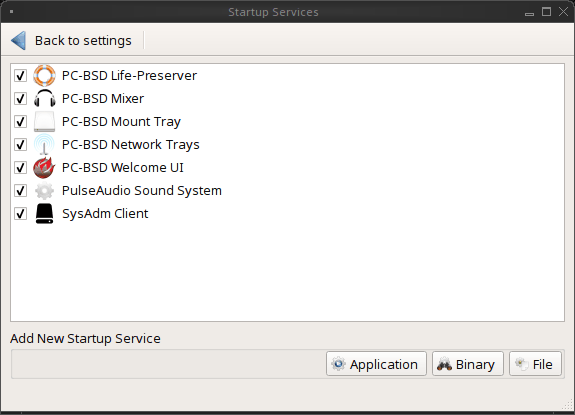 Startup Services
Back to settings
PC-BSD Life-Preserver
PC-BSD Mixer
PC-BSD Mount Tray
PC-BSD Network Trays
PC-BSD Welcome UI
PulseAudio Sound System
SysAdm Client
Add New Startup Service
Application Binary File